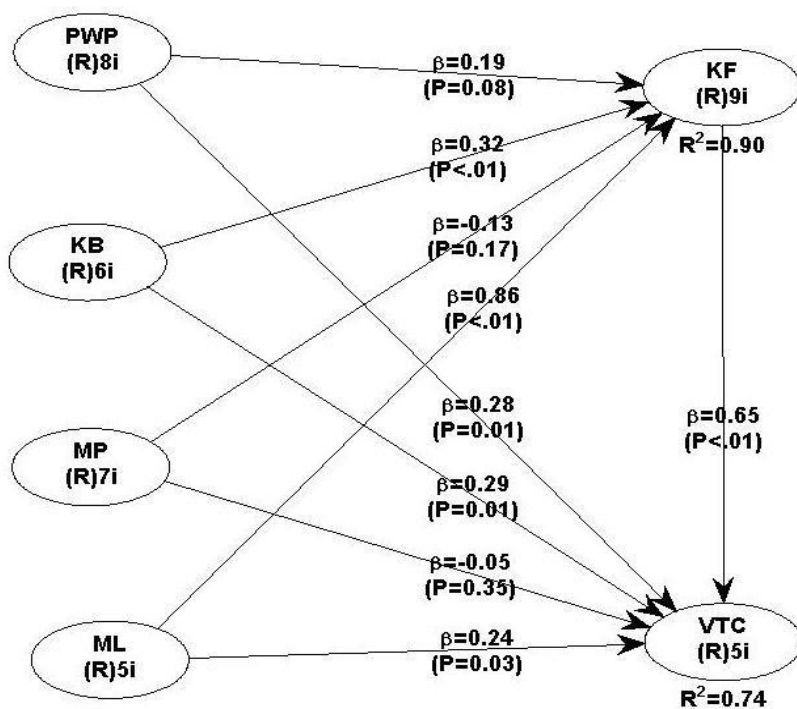 PWP
(R)8i
β=0.19
(P=0.08)
KF
(R)9i
R²=0.90
β=0.32
(P<.01)
KB
(R)6i
β=-0.13
(P=0.17)
β=0.86
(P<.01)
β=0.28
(P=0.01)
β=0.65
(P<.01)
MP
(R)7i
β=0.29
(P=0.01)
β=-0.05
(P=0.35)
ML
(R)5i
β=0.24
(P=0.03)
VTC
(R)5i
R²=0.74